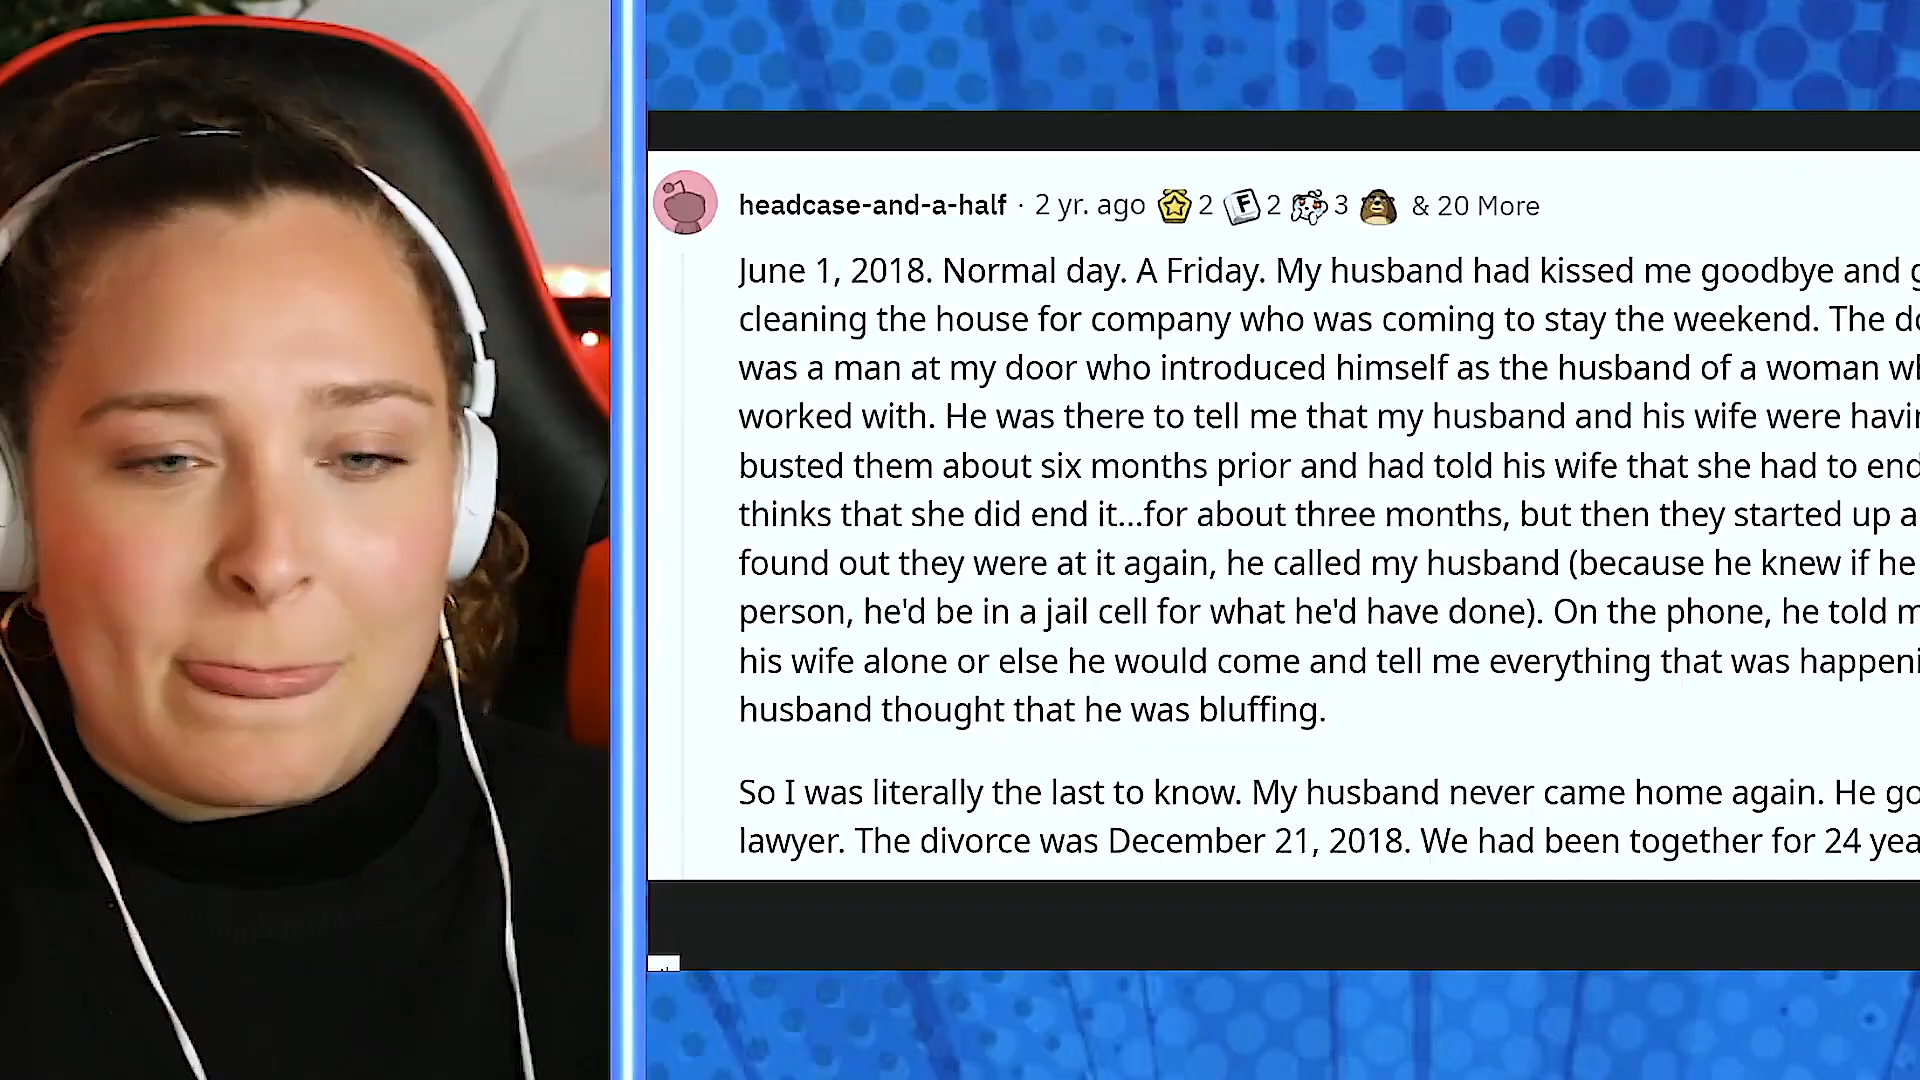 headcase-and-a-half · 2 yr. ago 2 F 2 3 & 20 More
June 1, 2018. Normal day. A Friday. My husband had kissed me goodbye and
cleaning the house for company who was coming to stay the weekend. The
was a man at my door who introduced himself as the husband of a woman
worked with. He was there to tell me that my husband and his wife were
busted them about six months prior and had told his wife that she had to
thinks that she did end it...for about three months, but then they started up
found out they were at it again, he called my husband (because he knew if he
person, he'd be in a jail cell for what he'd have done). On the phone, he told
his wife alone or else he would come and tell me everything that was
husband thought that he was bluffing.
So I was literally the last to know. My husband never came home again. He
lawyer. The divorce was December 21, 2018. We had been together for 24